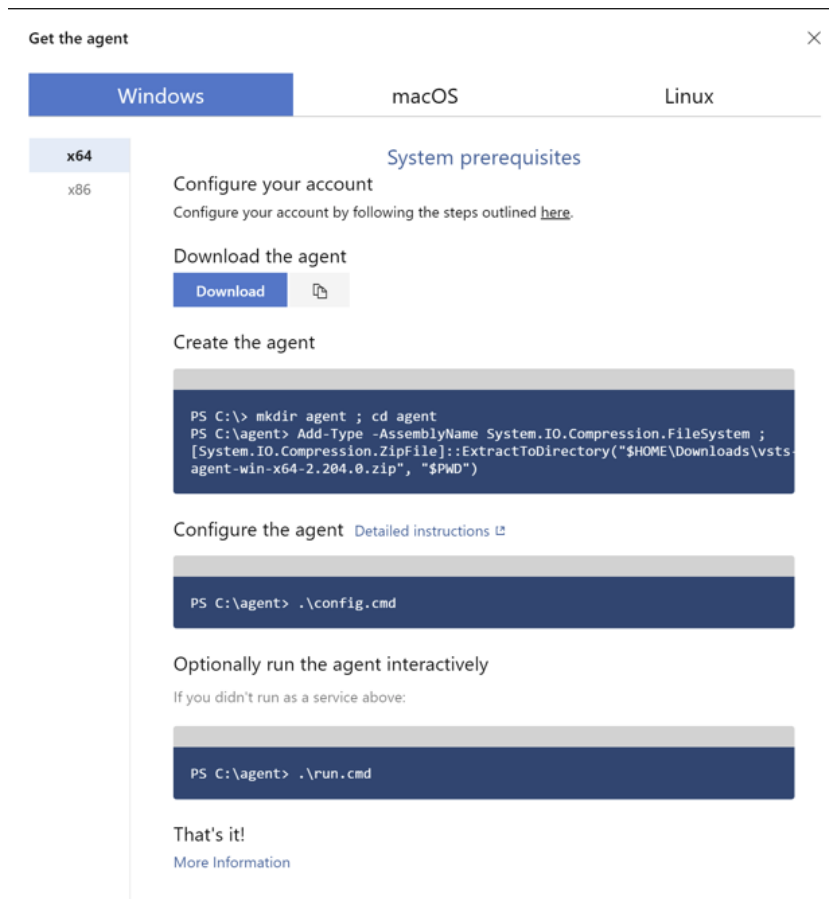 Get the agent
Windows
macOS
Linux
x64
x86
System prerequisites
Configure your account
Configure your account by following the steps outlined here.
Download the agent
Download
Create the agent
PS C:\> mkdir agent ; cd agent
PS C:\agent> Add-Type -AssemblyName System.IO.Compression.FileSystem ;
[System.IO.Compression.ZipFile]::ExtractToDirectory("$HOME\Downloads\vsts-
agent-win-x64-2.204.0.zip", "$PWD")
Configure the agent Detailed instructions
PS C:\agent> .\config.cmd
Optionally run the agent interactively
If you didn't run as a service above:
PS C:\agent> .\run.cmd
That's it!
More Information